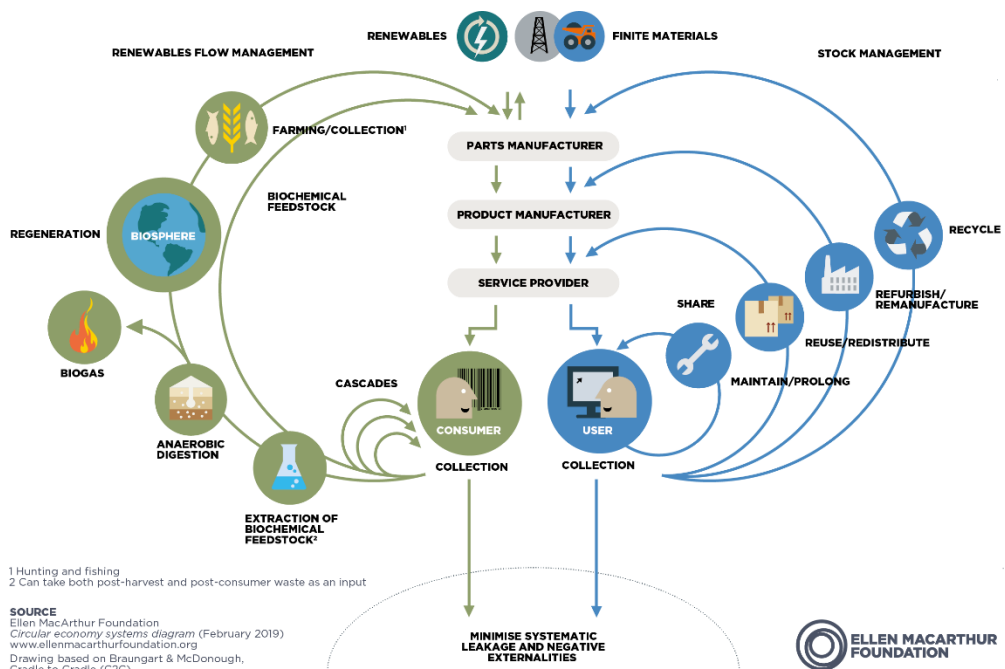 RENEWABLES
FINITE MATERIALS
RENEWABLES FLOW MANAGEMENT
STOCK MANAGEMENT
FARMING/COLLECTION¹
PARTS MANUFACTURER
BIOCHEMICAL
FEEDSTOCK
PRODUCT MANUFACTURER
REGENERATION
BIOSPHERE
RECYCLE
SERVICE PROVIDER
SHARE
REFURBISH/
REMANUFACTURE
REUSE/REDISTRIBUTE
BIOGAS
CASCADES
MAINTAIN/PROLONG
CONSUMER
USER
ANAEROBIC
DIGESTION
COLLECTION
COLLECTION
EXTRACTION OF
BIOCHEMICAL
FEEDSTOCK²
1 Hunting and fishing
2 Can take both post-harvest and post-consumer waste as an input
SOURCE
Ellen MacArthur Foundation
Circular economy systems diagram (February 2019)
www.ellenmacarthurfoundation.org
Drawing based on Braungart & McDonough,
Cradle to Cradle (C2C)
MINIMISE SYSTEMATIC
LEAKAGE AND NEGATIVE
EXTERNALITIES
ELLEN MACARTHUR
FOUNDATION